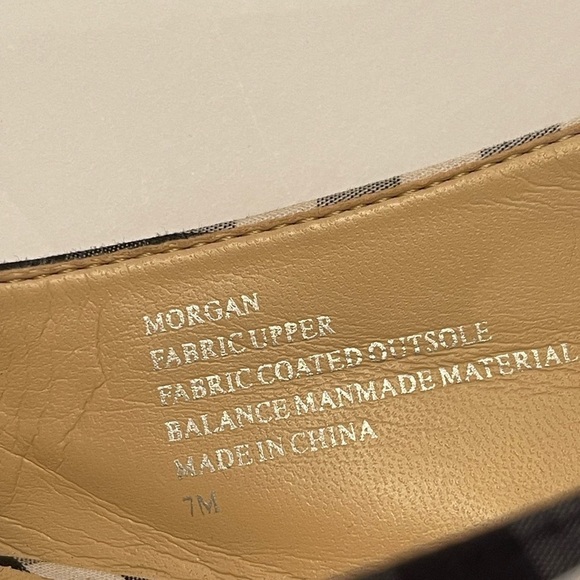 MORGAN
FABRIC UPPER
FABRIC COATED OUTSOLE
BALANCE MANMADE MATERIAL
MADE IN CHINA
7M